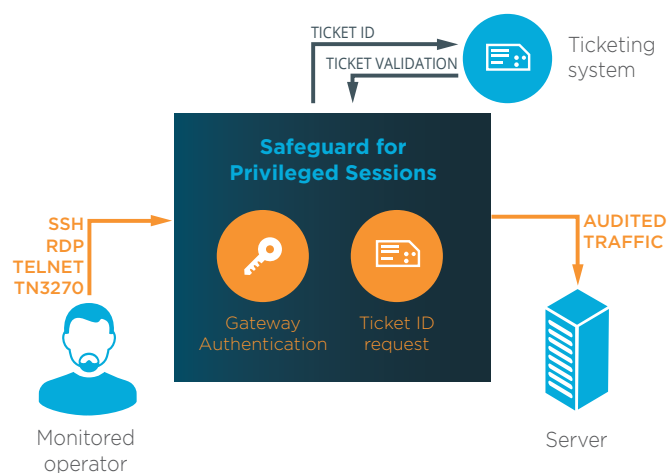 TICKET ID
TICKET VALIDATION
Ticketing
system
Safeguard for
Privileged Sessions
SSH
RDP
TELNET
TN3270
AUDITED
TRAFFIC
Gateway
Authentication
Ticket ID
request
Monitored
operator
Server